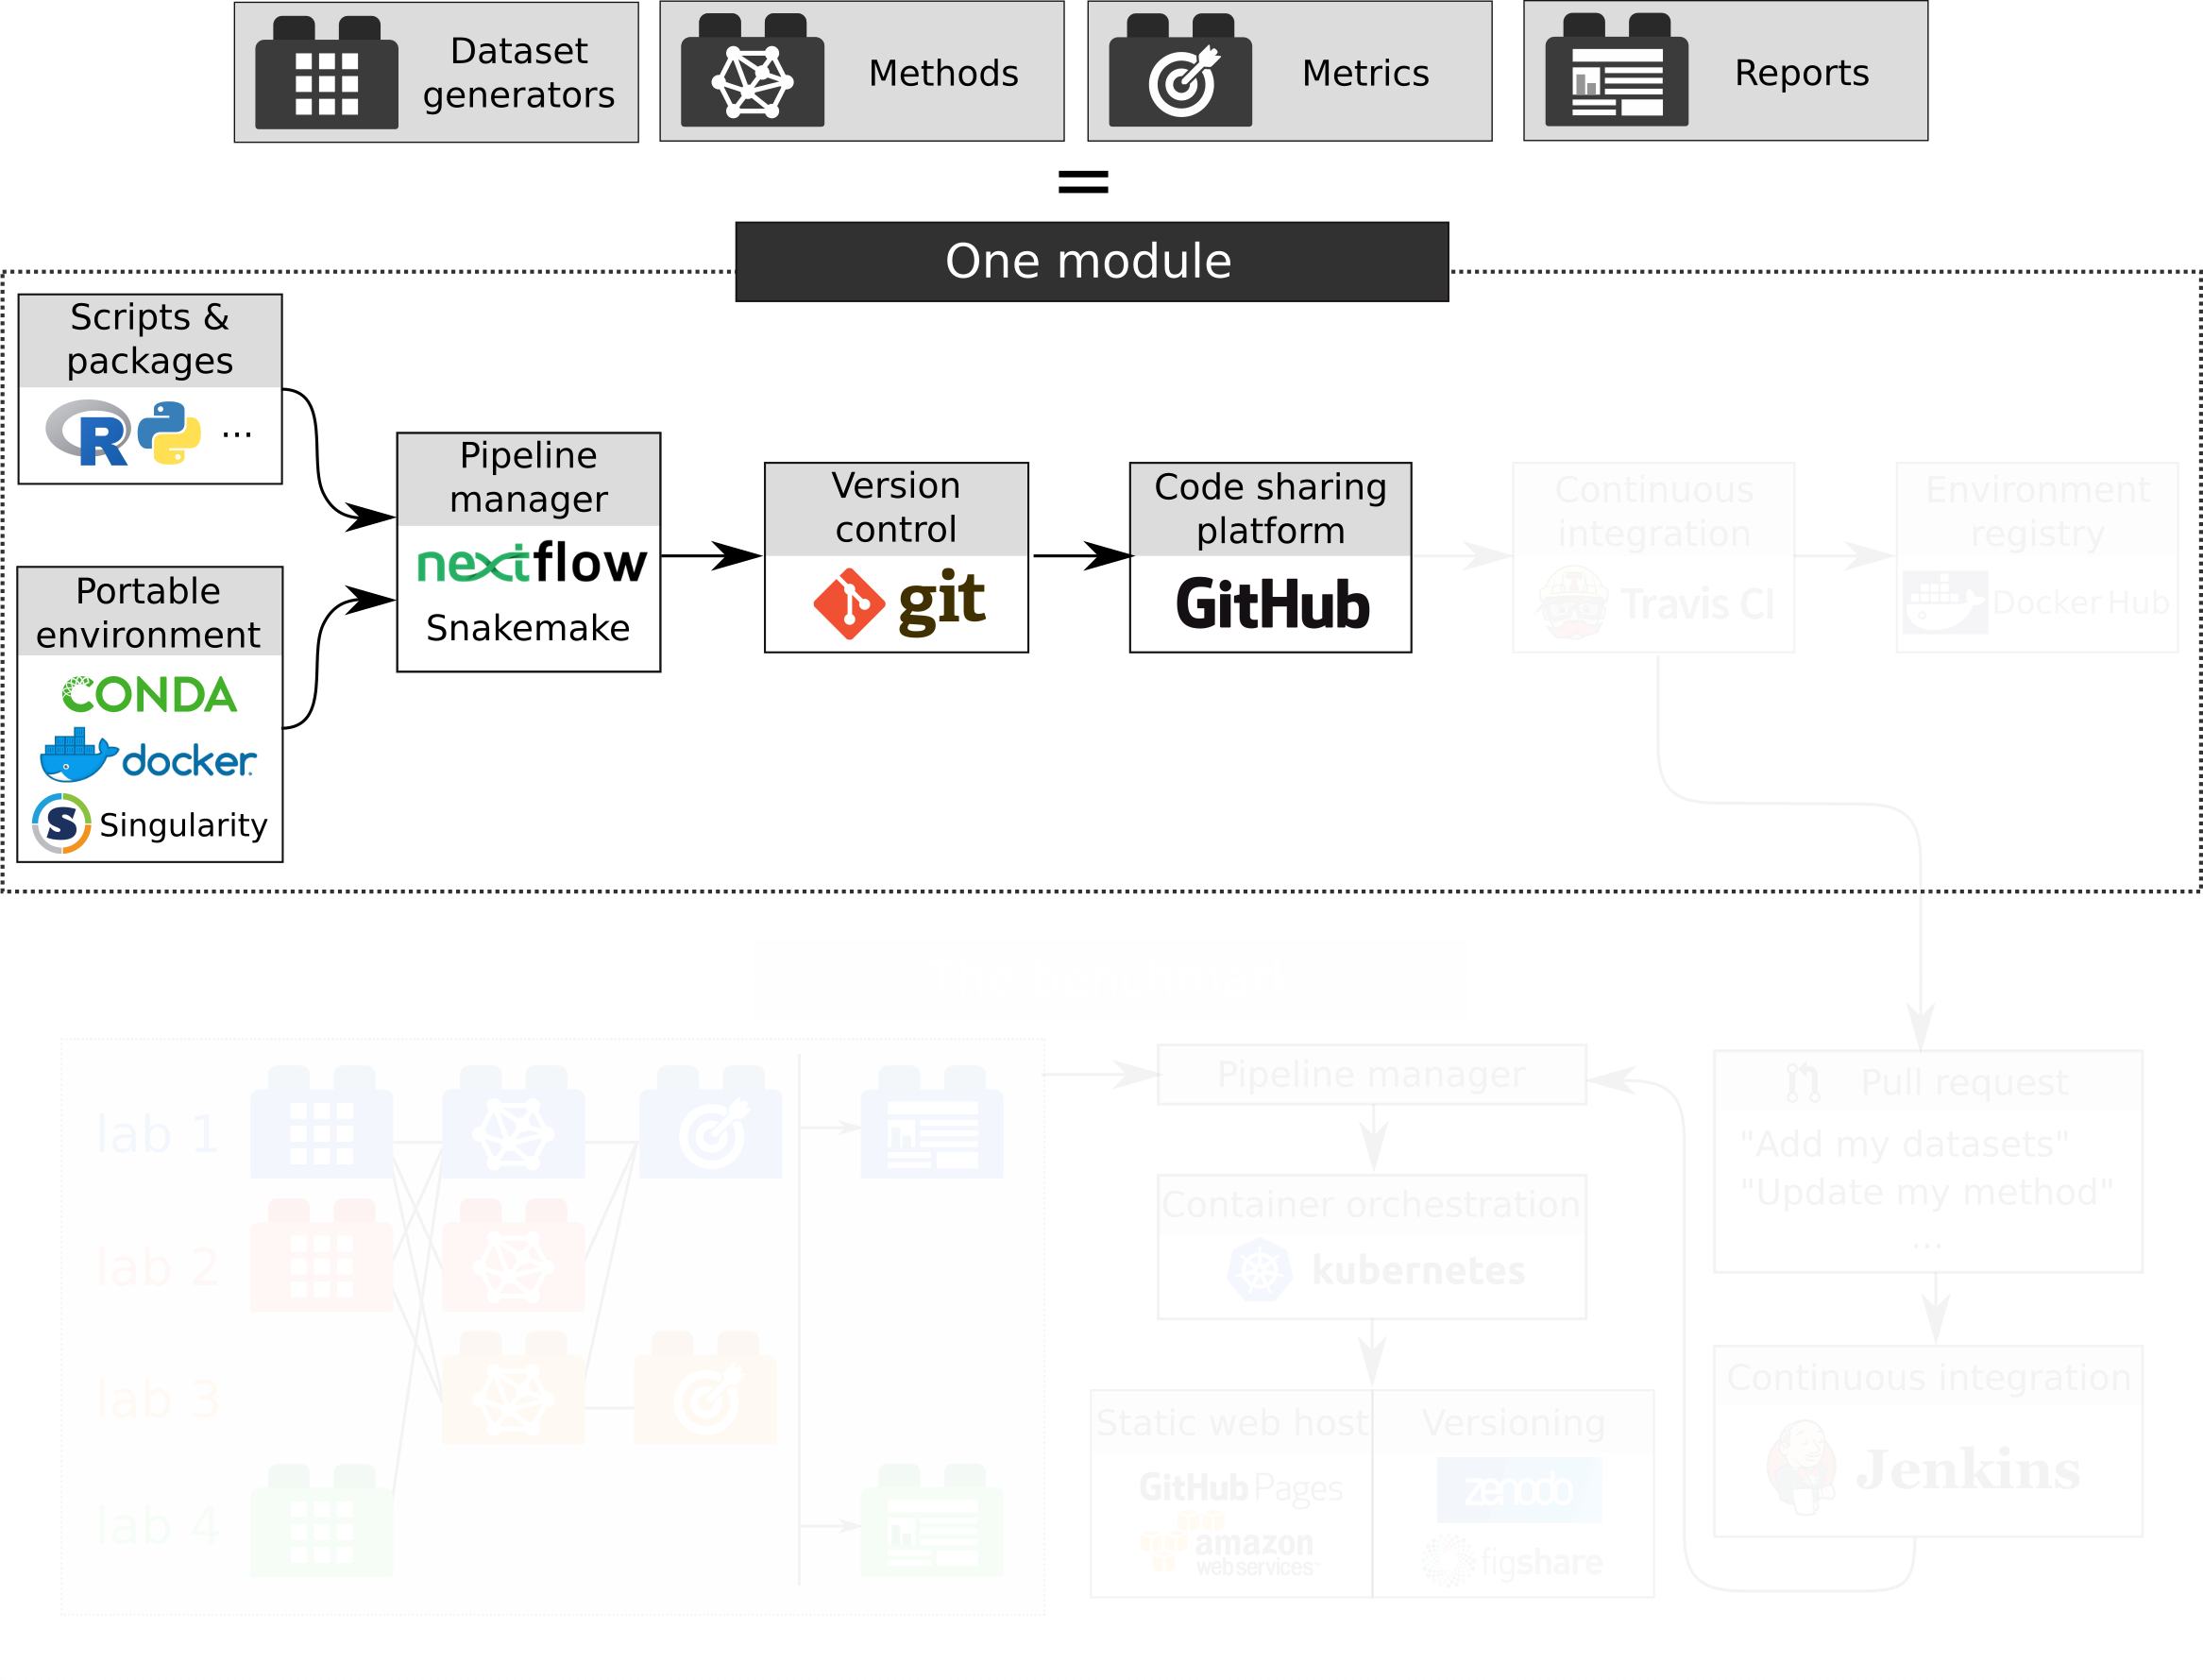 Dataset
generators
Methods
Metrics
Reports
=
One module
Scripts &
packages
R
...
Portable
environment
CONDA
docker
S Singularity
Pipeline
manager
nextflow
Snakemake
Version
control
git
Code sharing
platform
GitHub
Continuous
integration
Travis CI
Environment
registry
Docker Hub
lab 1
lab 2
lab 3
lab 4
Pipeline manager
Container orchestration
kubernetes
Static web host
GitHub Pages
amazon
web services
Versioning
zenodo
figshare
Pull request
"Add my datasets"
"Update my method"
...
Continuous integration
Jenkins